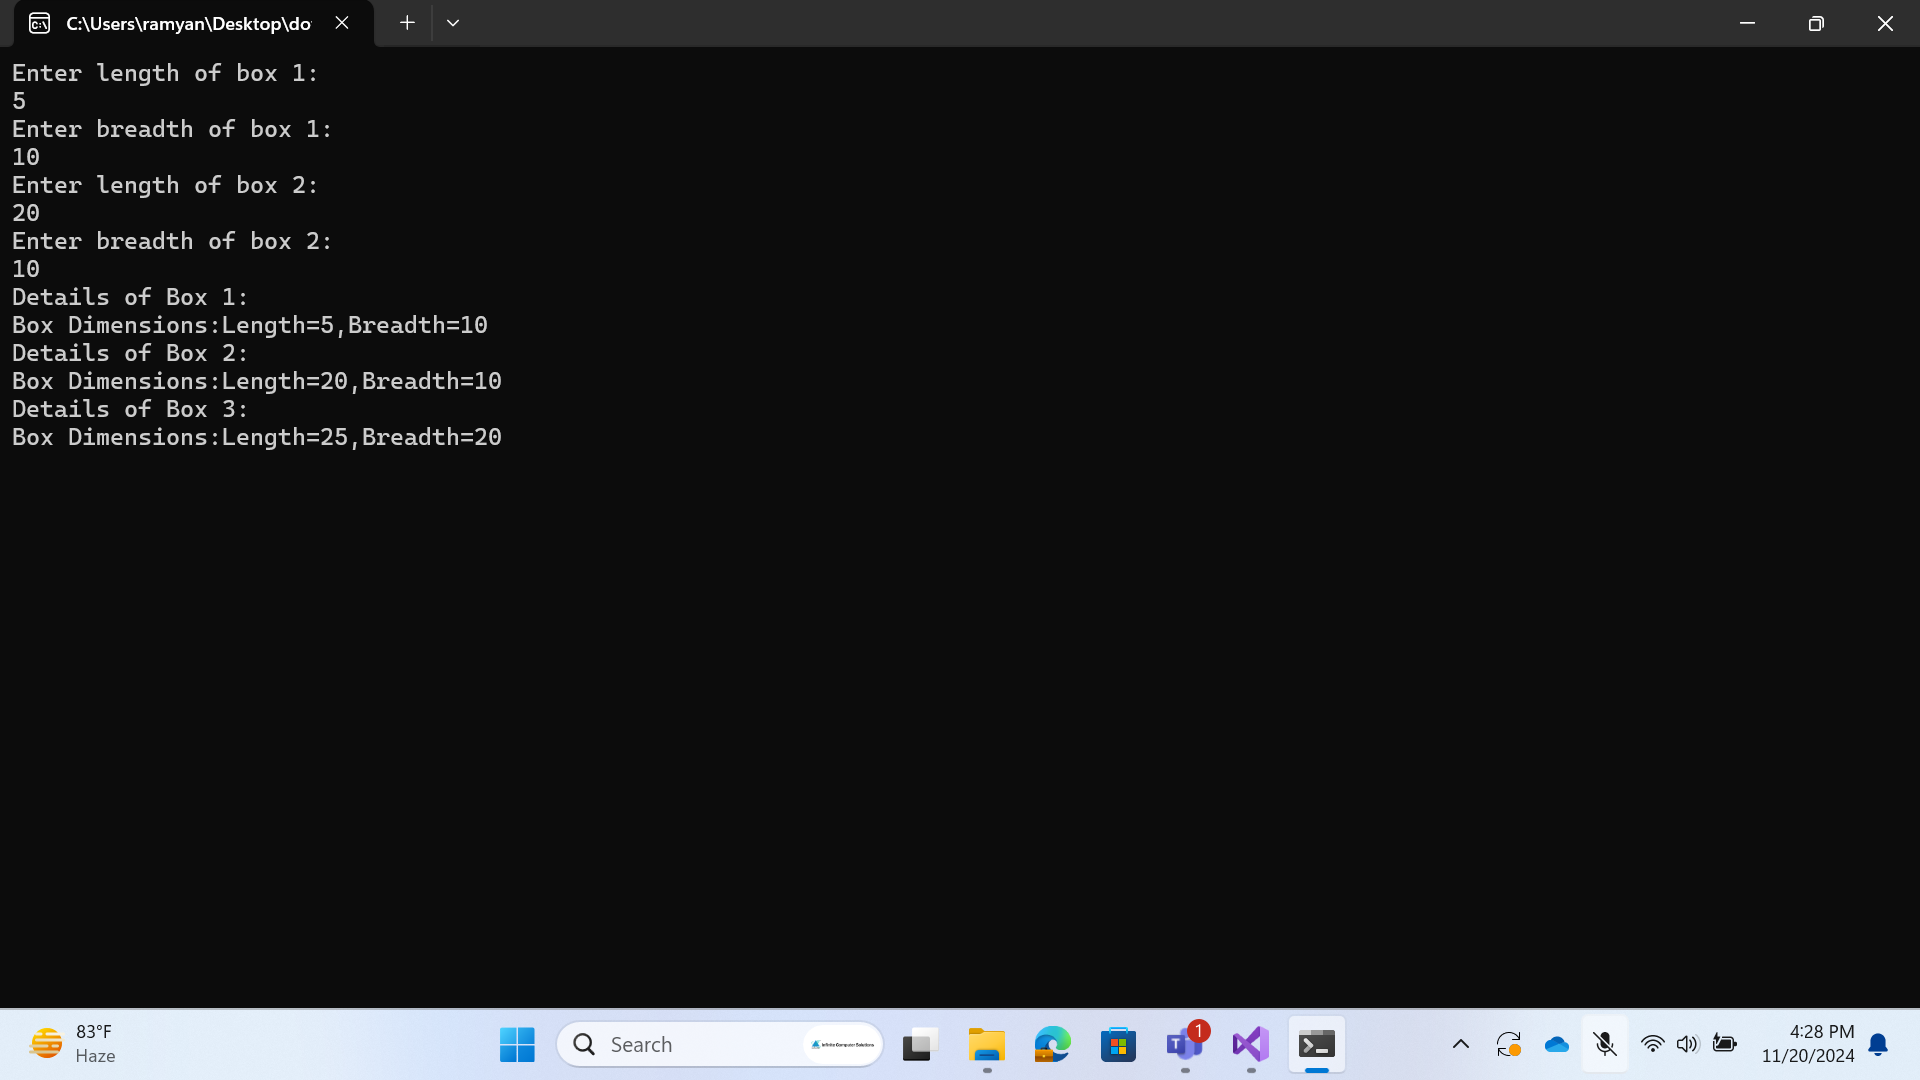 C:\Users\ramyan\Desktop\do
Enter length of box 1:
5
Enter breadth of box 1:
10
Enter length of box 2:
20
Enter breadth of box 2:
10
Details of Box 1:
Box Dimensions:Length=5,Breadth=10
Details of Box 2:
Box Dimensions:Length=20,Breadth=10
Details of Box 3:
Box Dimensions:Length=25,Breadth=20
83°F
Haze
Search
Infinite Computer Solutions
1
4:28 PM
11/20/2024